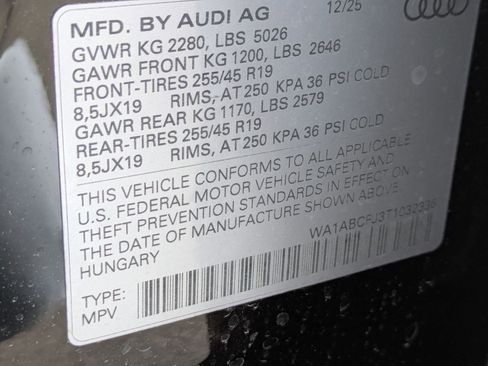 MFD. BY AUDI AG 12/25
GVWR KG 2280, LBS 5026
GAWR FRONT KG 1200, LBS 2646
FRONT-TIRES 255/45 R19
8,5JX19 RIMS, AT 250 KPA 36 PSI COLD
GAWR REAR KG 1170, LBS 2579
REAR-TIRES 255/45 R19
8,5JX19 RIMS, AT 250 KPA 36 PSI COLD
THIS VEHICLE CONFORMS TO ALL APPLICABLE
U.S. FEDERAL MOTOR VEHICLE SAFETY AND
THEFT PREVENTION STANDARDS IN EFFECT ON
THE DATE OF MANUFACTURE SHOWN ABOVE.
HUNGARY
WA1ABCFJ3T1032336
TYPE:
MPV